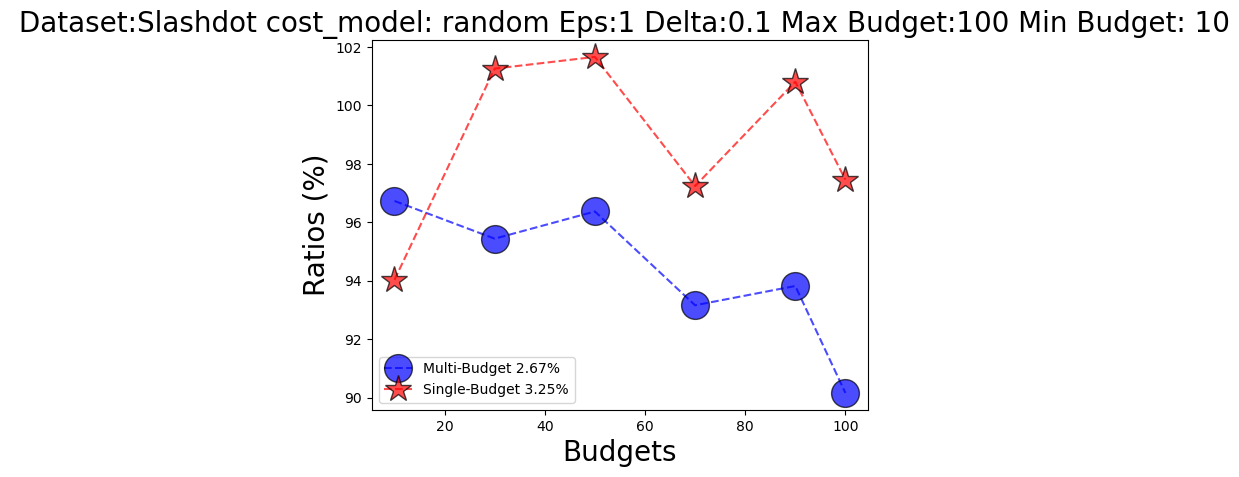 Dataset:Slashdot cost_model: random Eps:1 Delta:0.1 Max Budget:100 Min Budget: 10
102
100
98
96
94
92
90
Ratios (%)
Multi-Budget 2.67%
Single-Budget 3.25%
20 40 60 80 100
Budgets